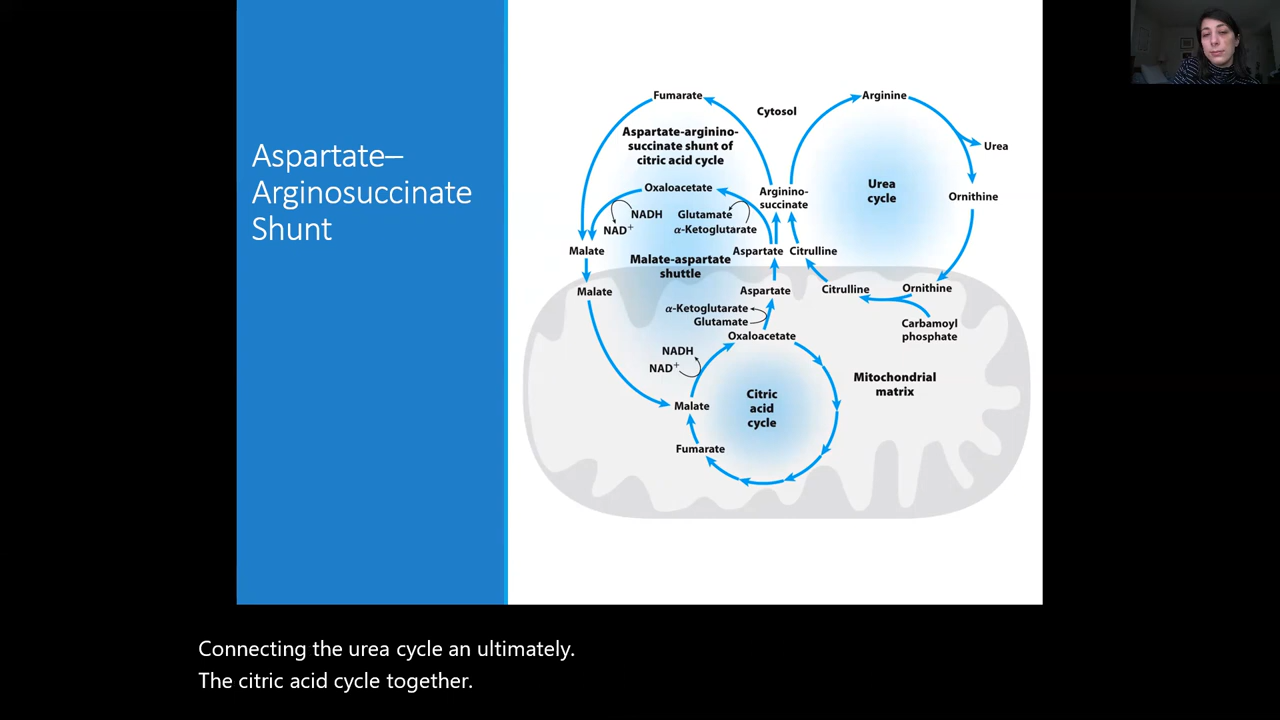 Aspartate–
Arginosuccinate
Shunt
Fumarate
Cytosol
Arginine
Aspartate-arginino-
succinate shunt of
citric acid cycle
Urea
Oxaloacetate
Arginino-
succinate
Urea
cycle
Ornithine
NADH
NAD⁺
Glutamate
α-Ketoglutarate
Malate
Malate-aspartate
shuttle
Aspartate
Citrulline
Malate
Aspartate
Citrulline
Ornithine
α-Ketoglutarate
Glutamate
Carbamoyl
phosphate
Oxaloacetate
NADH
NAD⁺
Mitochondrial
matrix
Malate
Citric
acid
cycle
Fumarate
Connecting the urea cycle an ultimately.
The citric acid cycle together.